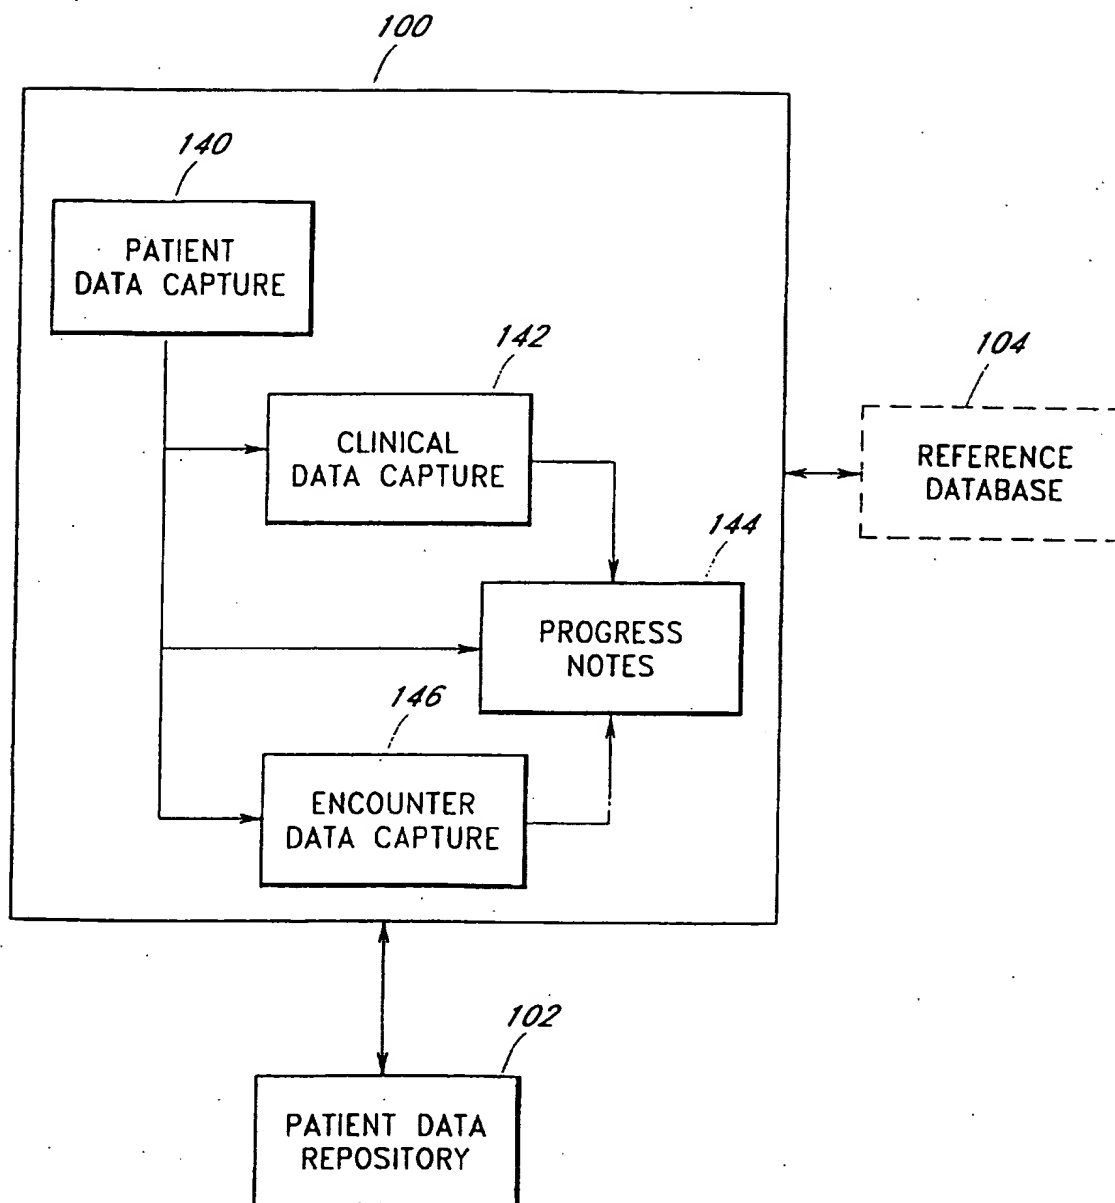 100
140
PATIENT
DATA CAPTURE
142
CLINICAL
DATA CAPTURE
104
REFERENCE
DATABASE
144
PROGRESS
NOTES
146
ENCOUNTER
DATA CAPTURE
102
PATIENT DATA
REPOSITORY